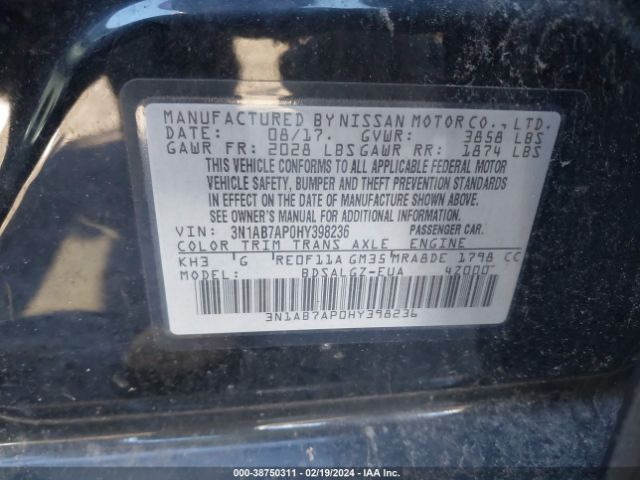 MANUFACTURED BY NISSAN MOTOR CO., LTD.
DATE: 08/17. GVWR: 3858 LBS
GAWR FR: 2028 LBS GAWR RR: 1874 LBS
THIS VEHICLE CONFORMS TO ALL APPLICABLE FEDERAL MOTOR
VEHICLE SAFETY, BUMPER AND THEFT PREVENTION STANDARDS
IN EFFECT ON THE DATE OF MANUFACTURE SHOWN ABOVE.
SEE OWNER'S MANUAL FOR ADDITIONAL INFORMATION.
VIN: 3N1AB7AP0HY398236 PASSENGER CAR.
COLOR TRIM TRANS AXLE ENGINE
KH3 G RE0F11A GM35 MRA8DE 1798 CC
MODEL: BDSALGZ-EUA 47000
3N1AB7AP0HY398236
000-38750311 - 02/19/2024 - IAA Inc.